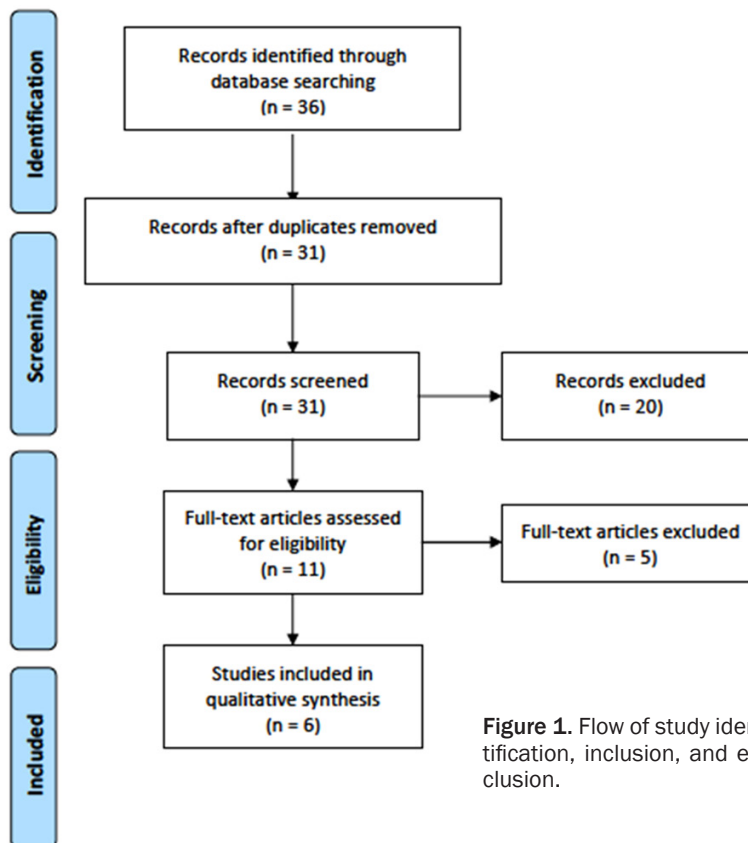 Identification
Records identified through
database searching
(n = 36)
Records after duplicates removed
(n = 31)
Screening
Records screened
(n = 31)
Records excluded
(n = 20)
Eligibility
Full-text articles assessed
for eligibility
(n = 11)
Full-text articles excluded
(n = 5)
Included
Studies included in
qualitative synthesis
(n = 6)
Figure 1. Flow of study iden
tification, inclusion, and e
clusion.